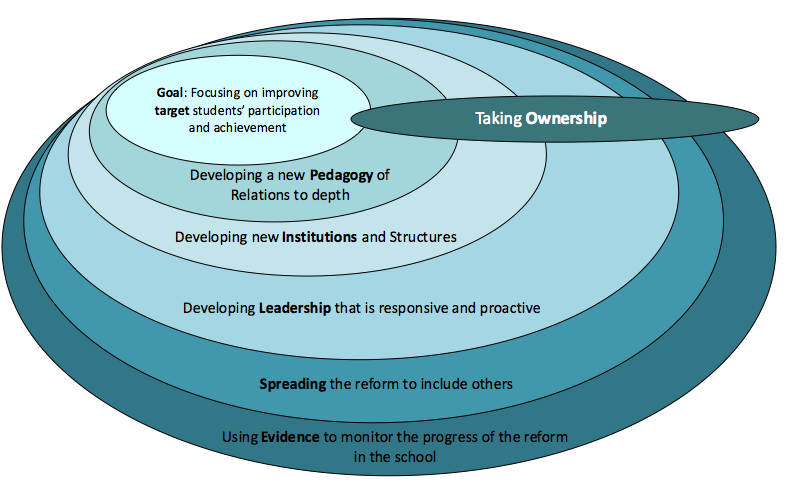 Goal: Focusing on improving
target students’ participation
and achievement
Taking Ownership
Developing a new Pedagogy of
Relations to depth
Developing new Institutions and Structures
Developing Leadership that is responsive and proactive
Spreading the reform to include others
Using Evidence to monitor the progress of the reform
in the school